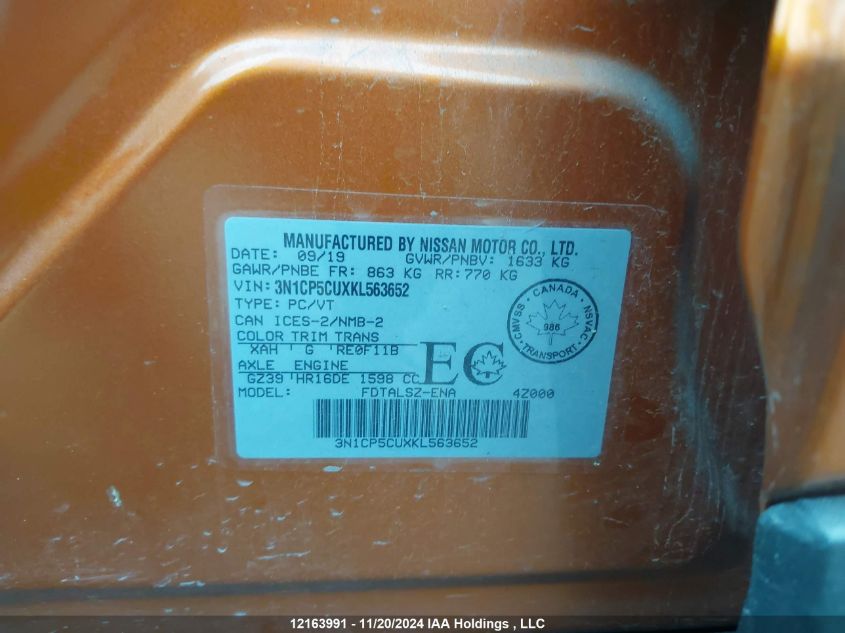 MANUFACTURED BY NISSAN MOTOR CO., LTD.
DATE: 09/19 GVWR/PNBV: 1633 KG
GAWR/PNBE FR: 863 KG RR: 770 KG
VIN: 3N1CP5CUXKL563652
TYPE: PC/VT
CAN ICES-2/NMB-2
COLOR TRIM TRANS
XAH G RE0F11B
AXLE ENGINE
GZ39 HR16DE 1598 CC
EC
MODEL: FDTALSZ-ENA 4Z000
3N1CP5CUXKL563652
CANADA
CMVSS
NSVAC
986
TRANSPORT
12163991 - 11/20/2024 IAA Holdings , LLC